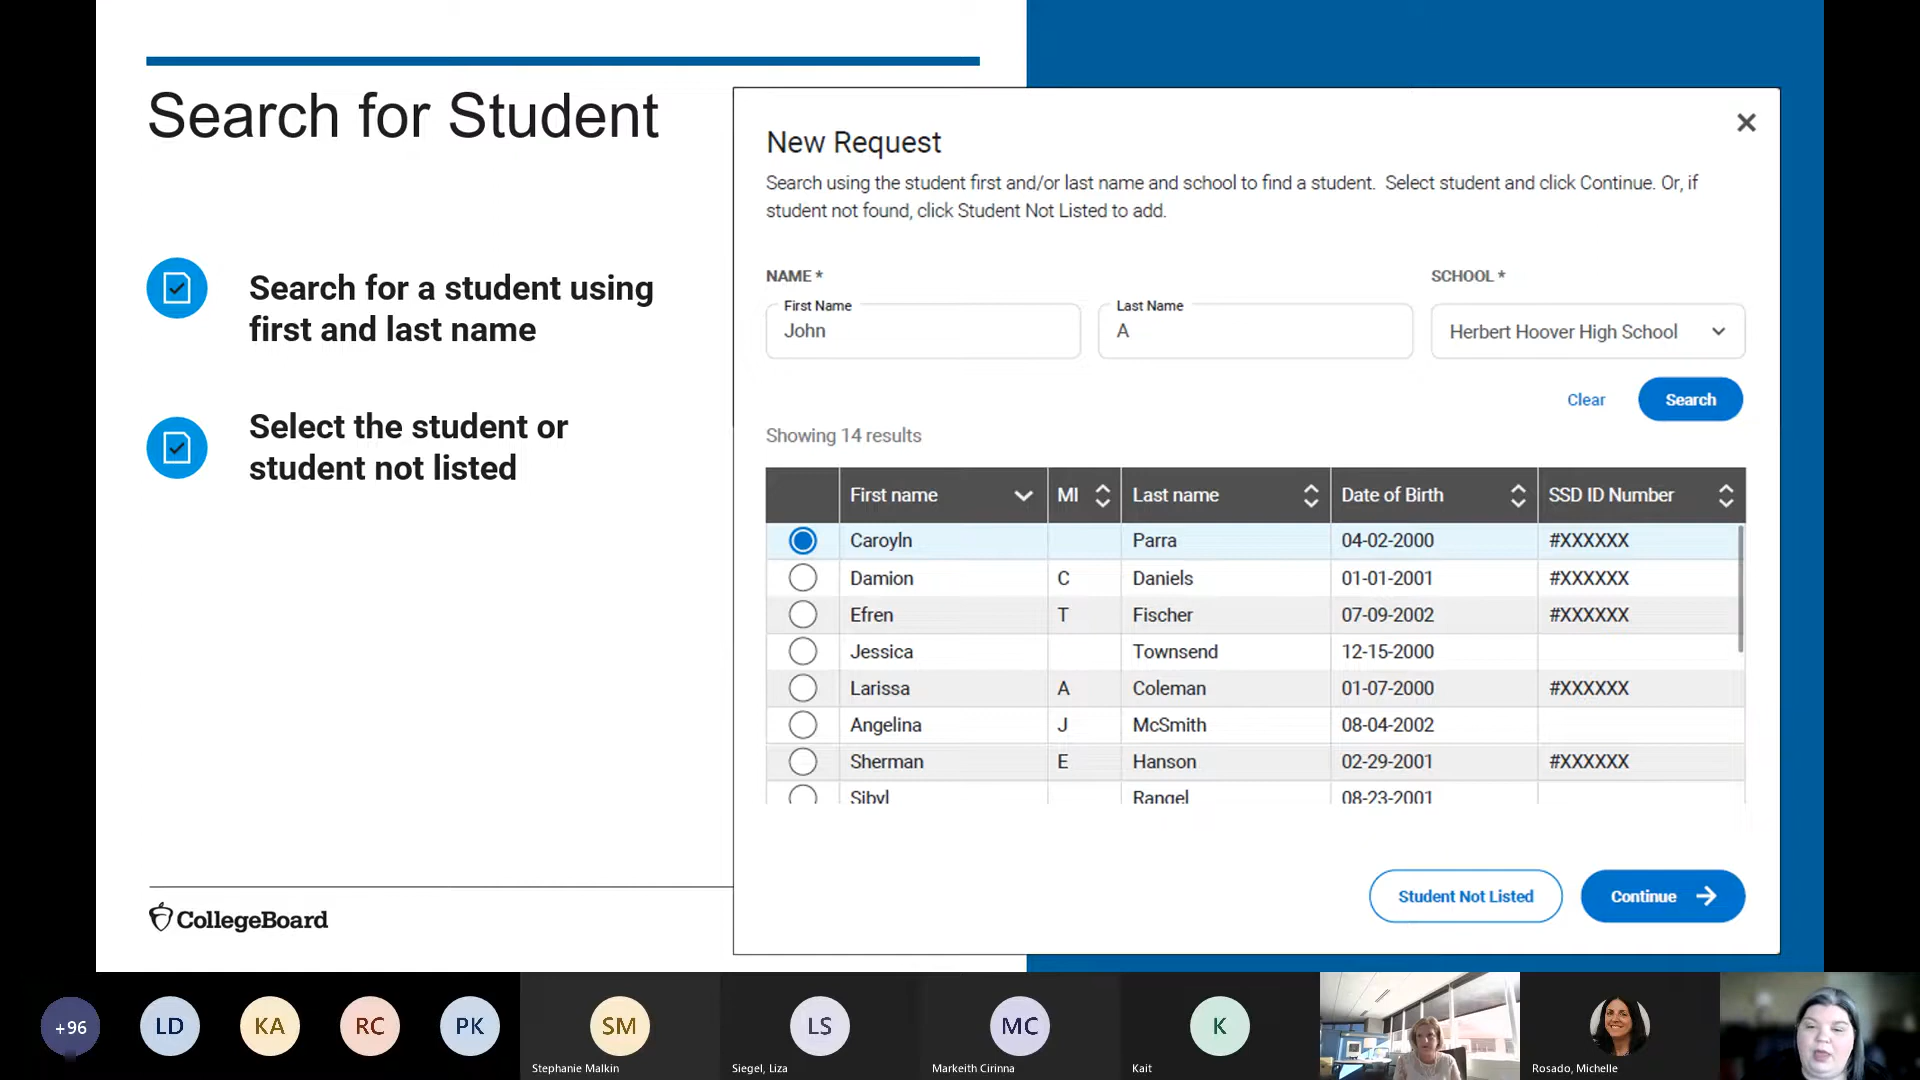 Search for Student
Search for a student using
first and last name
Select the student or
student not listed
CollegeBoard
New Request
Search using the student first and/or last name and school to find a student. Select student and click Continue. Or, if
student not found, click Student Not Listed to add.
NAME * SCHOOL *
First Name Last Name
John A Herbert Hoover High School
Clear Search
Showing 14 results
First name MI Last name Date of Birth SSD ID Number
Caroyln Parra 04-02-2000 #XXXXXX
Damion C Daniels 01-01-2001 #XXXXXX
Efren T Fischer 07-09-2002 #XXXXXX
Jessica Townsend 12-15-2000
Larissa A Coleman 01-07-2000 #XXXXXX
Angelina J McSmith 08-04-2002
Sherman E Hanson 02-29-2001 #XXXXXX
Sibyl Rangel 08-23-2001
Student Not Listed Continue
+96 LD KA RC PK SM LS MC K
Stephanie Malkin Siegel, Liza Markeith Cirinna Kait Rosado, Michelle